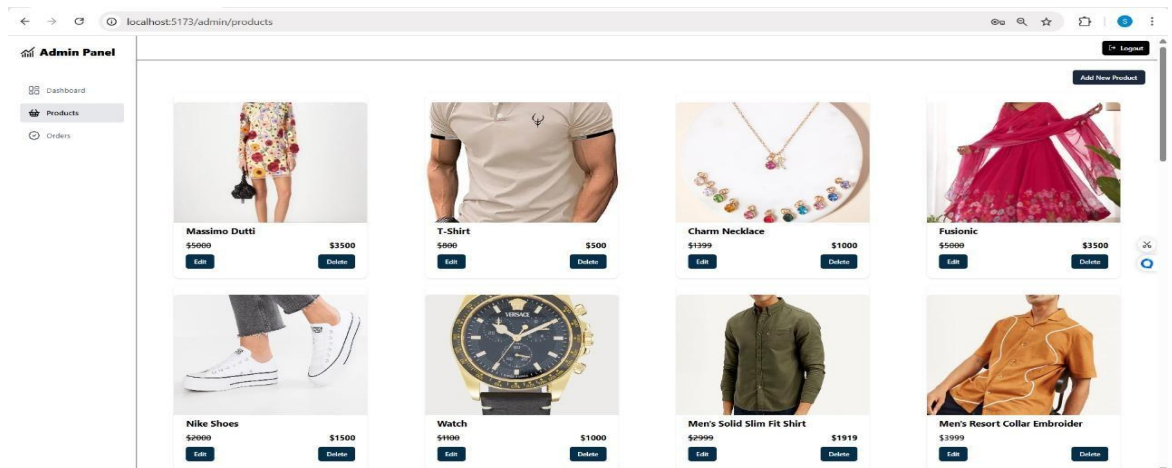 localhost:5173/admin/products
S
Admin Panel
Logout
Add New Product
Dashboard
Products
Orders
Massimo Dutti
$5000 $3500
Edit Delete
T-Shirt
$800 $500
Edit Delete
Charm Necklace
$1399 $1000
Edit Delete
Fusionic
$5000 $3500
Edit Delete
VERSACE
Nike Shoes
$2000 $1500
Edit Delete
Watch
$1100 $1000
Edit Delete
Men's Solid Slim Fit Shirt
$2999 $1919
Edit Delete
Men's Resort Collar Embroider
$3999
Edit Delete